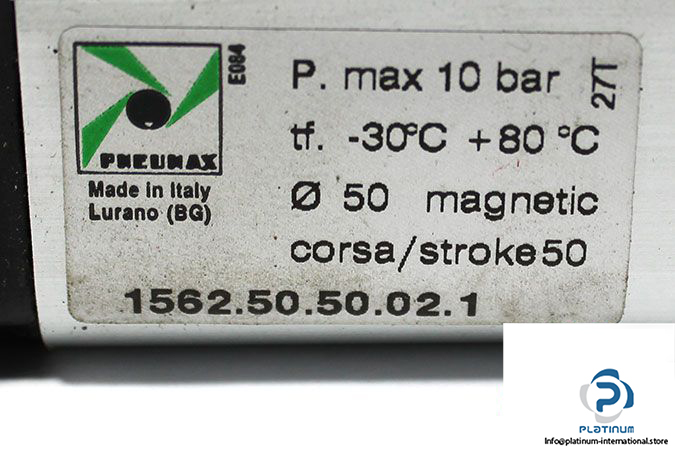 PNEUMAX
Made in Italy
Lurano (BG)
E084
P. max 10 bar
27T
tf. -30°C +80 °C
Ø 50 magnetic
corsa/stroke50
1562.50.50.02.1
PLATINUM
Info@platinum-international.store